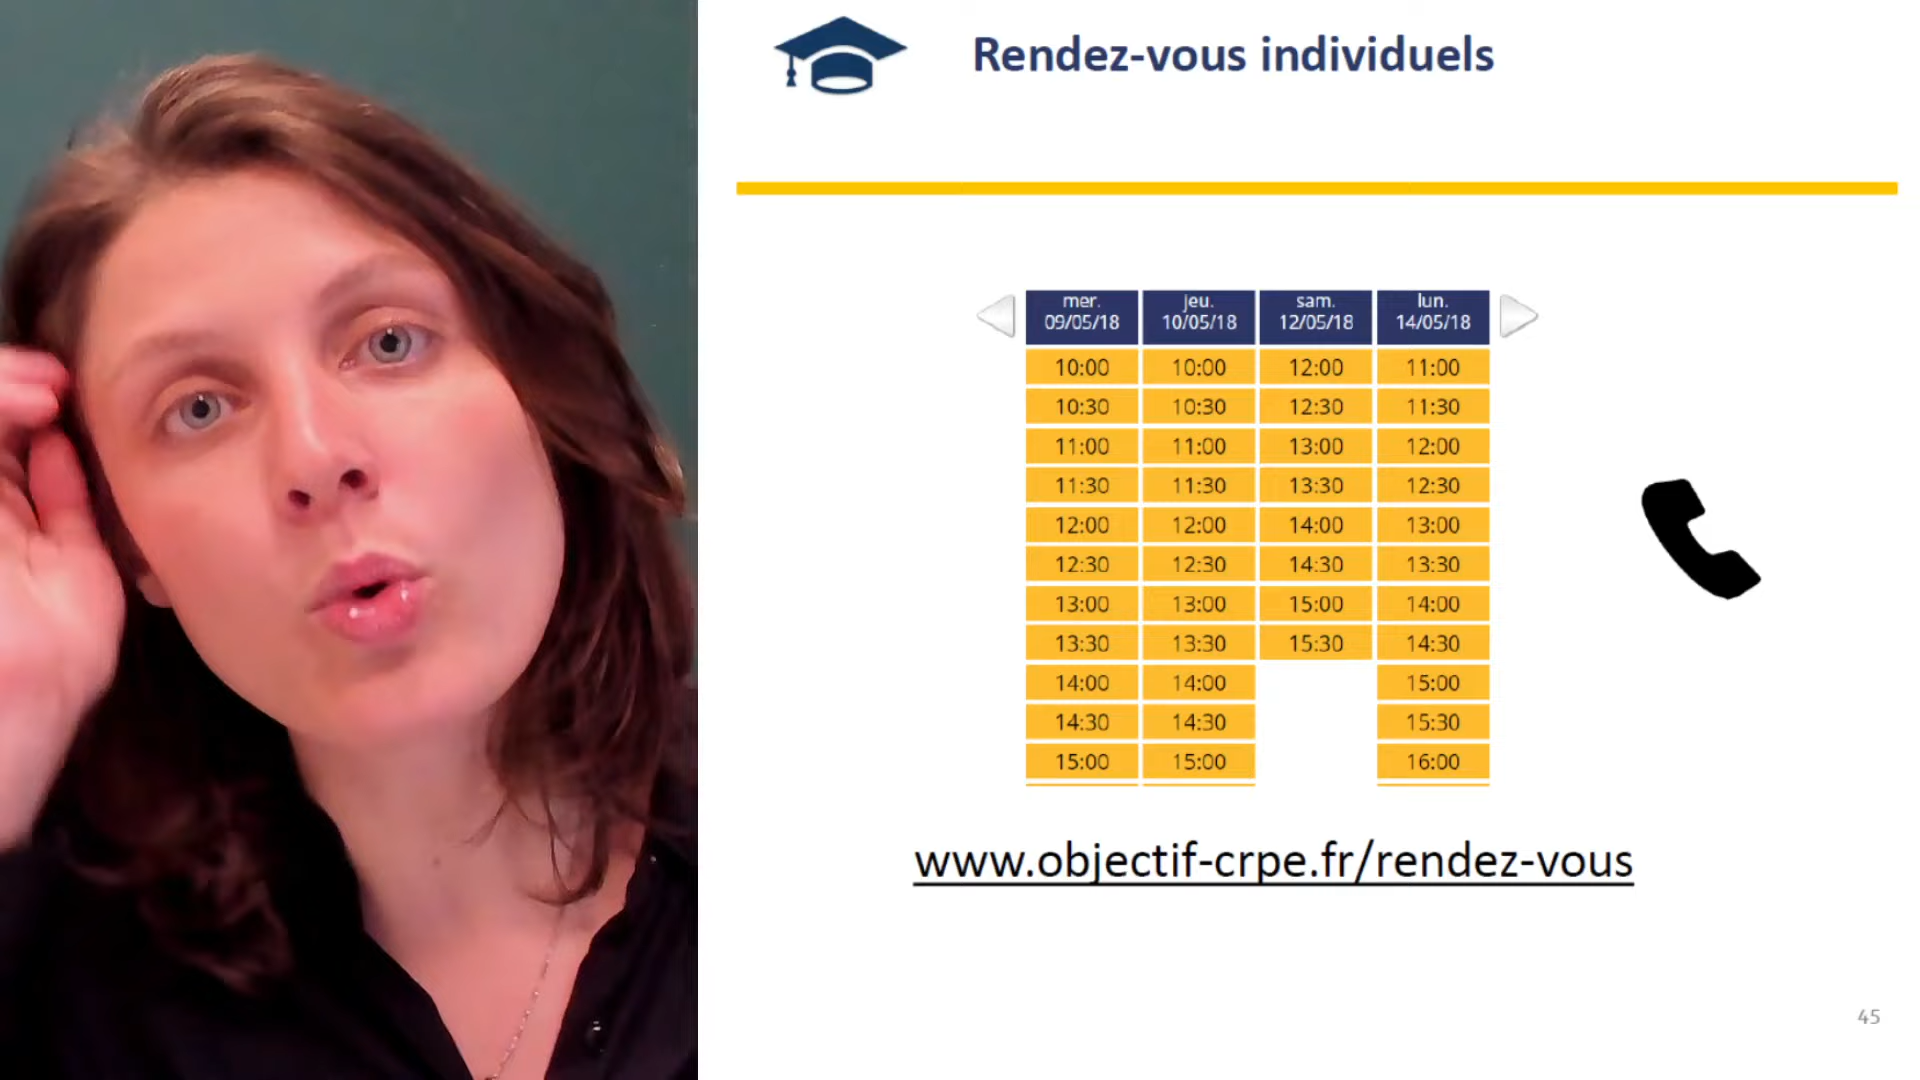 Rendez-vous individuels
mer. jeu. sam. lun.
09/05/18 10/05/18 12/05/18 14/05/18
10:00 10:00 12:00 11:00
10:30 10:30 12:30 11:30
11:00 11:00 13:00 12:00
11:30 11:30 13:30 12:30
12:00 12:00 14:00 13:00
12:30 12:30 14:30 13:30
13:00 13:00 15:00 14:00
13:30 13:30 15:30 14:30
14:00 14:00 15:00
14:30 14:30 15:30
15:00 15:00 16:00
www.objectif-crpe.fr/rendez-vous
45